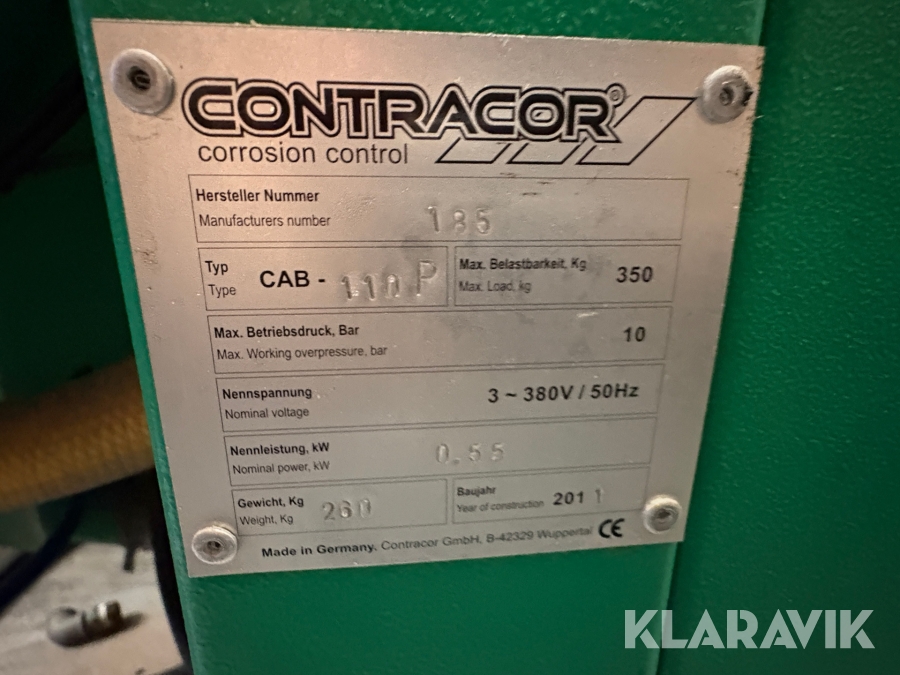 CONTRACOR®
corrosion control
Hersteller Nummer
Manufacturers number 185
Typ
Type CAB - 110P
Max. Belastbarkeit, Kg
Max. Load, kg 350
Max. Betriebsdruck, Bar
Max. Working overpressure, bar 10
Nennspannung
Nominal voltage 3 ~ 380V / 50Hz
Nennleistung, kW
Nominal power, kW 0.55
Gewicht, Kg
Weight, Kg 260
Baujahr
Year of construction 2011
Made in Germany, Contracor GmbH, B-42329 Wuppertal CE
KLARAVIK